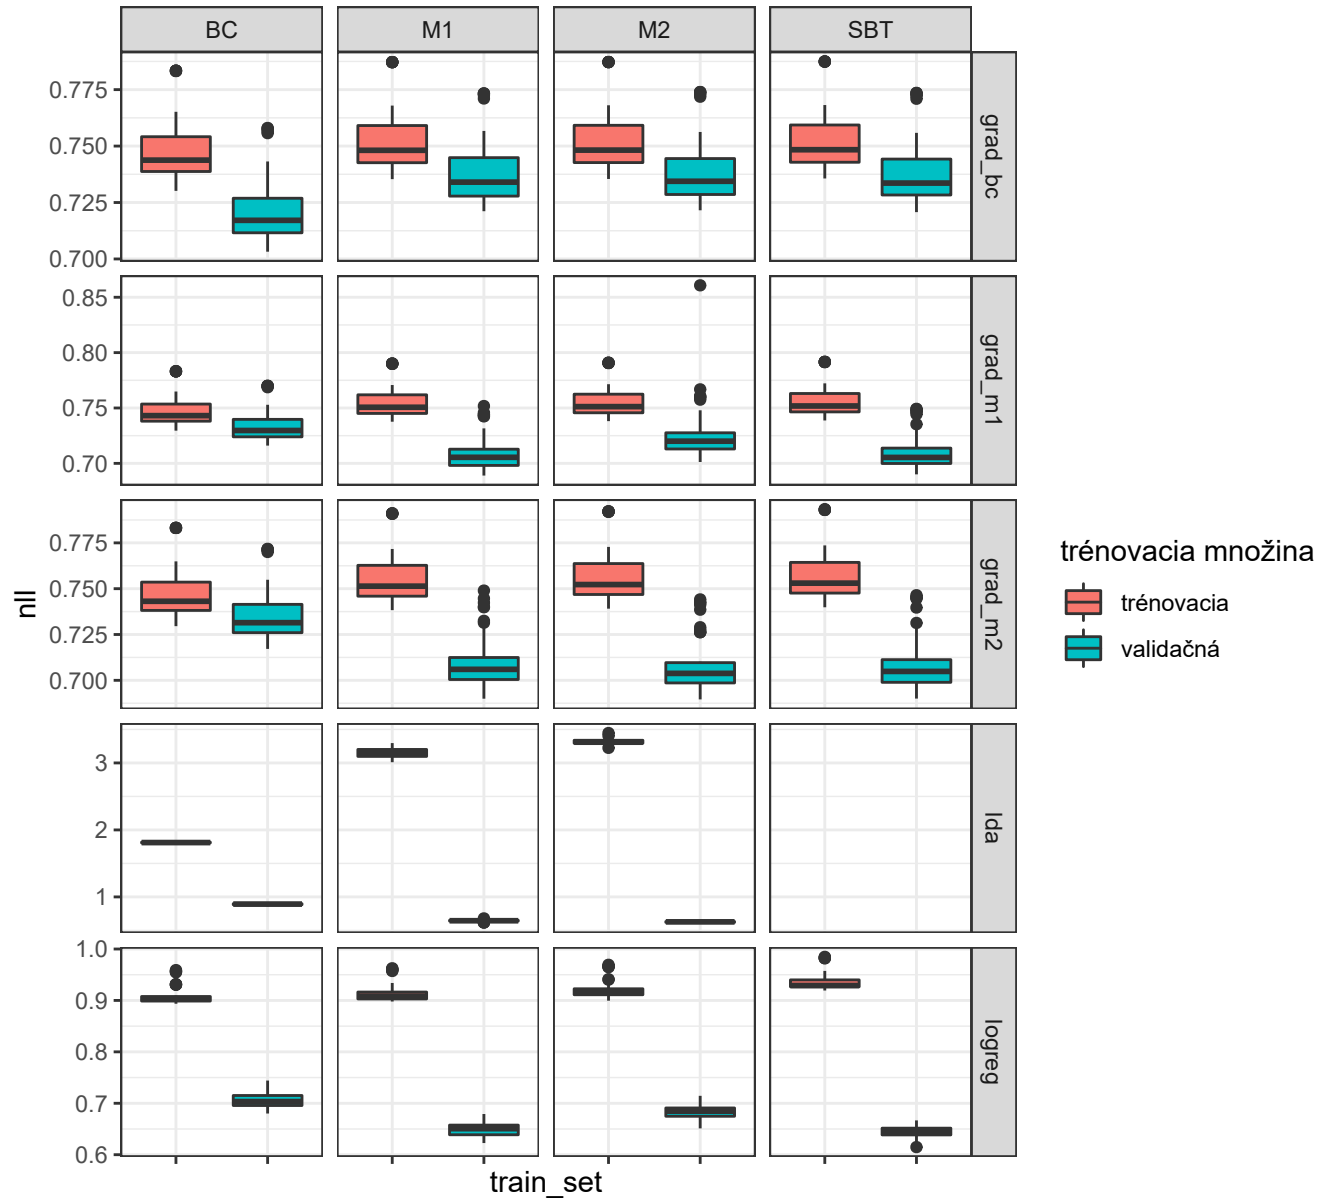 BC M1 M2 SBT
0.775
0.750
0.725
0.700
grad_bc
0.85
0.80
0.75
0.70
grad_m1
0.775
0.750
0.725
0.700
grad_m2
3
2
1
lda
1.0
0.9
0.8
0.7
0.6
logreg
nll
train_set
trénovacia množina
trénovacia
validačná